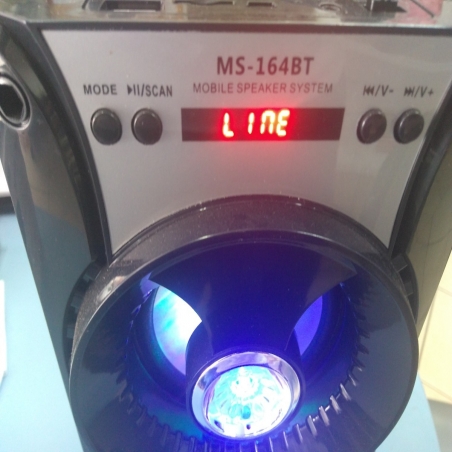 MS-164BT
MODE ▶II/SCAN MOBILE SPEAKER SYSTEM ⏮/V- ⏭/V+
LINE